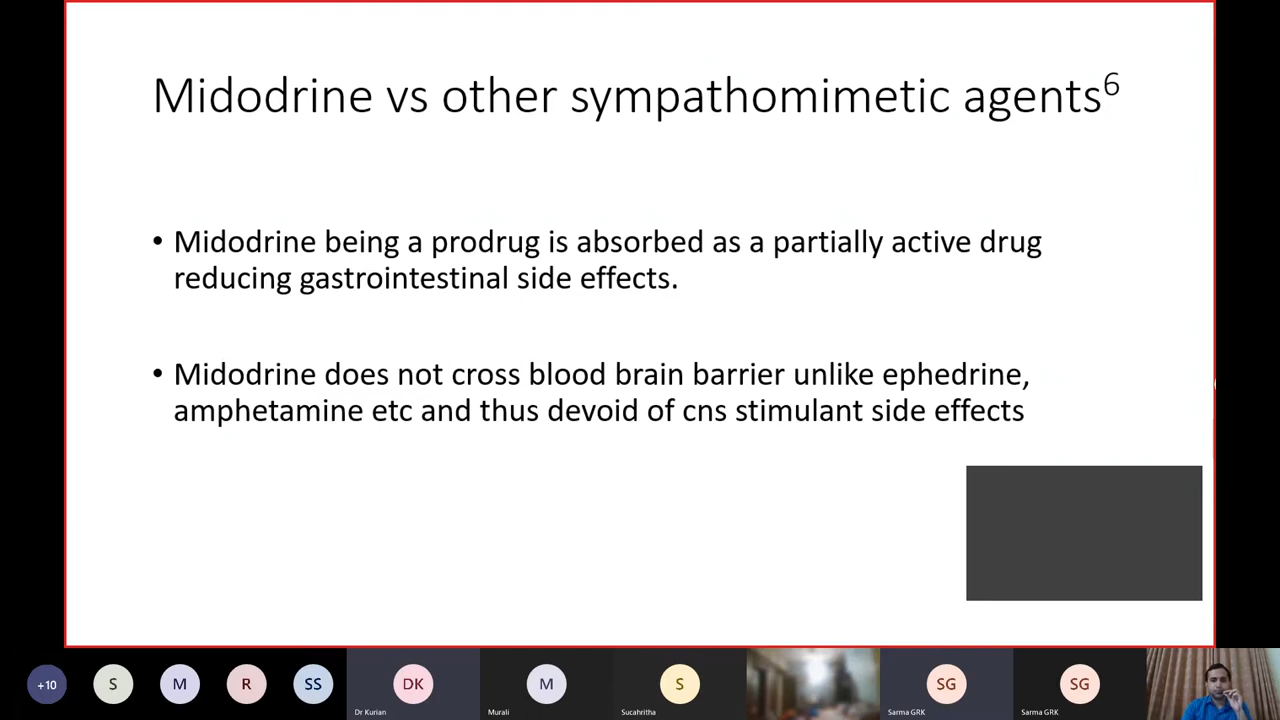 Midodrine vs other sympathomimetic agents6
• Midodrine being a prodrug is absorbed as a partially active drug
reducing gastrointestinal side effects.
• Midodrine does not cross blood brain barrier unlike ephedrine,
amphetamine etc and thus devoid of cns stimulant side effects
+10
S
M
R
SS
DK
M
S
SG
SG
Dr Kurian
Murali
Sucahritha
Sarma GRK
Sarma GRK